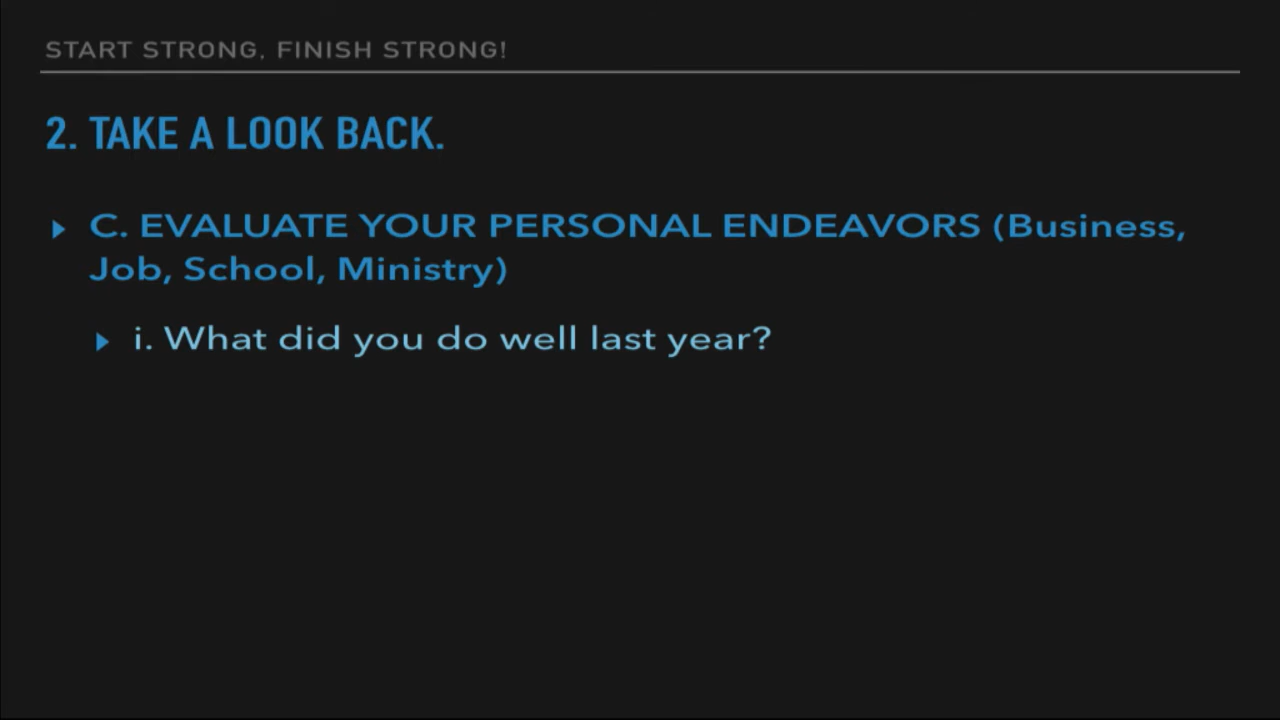 START STRONG, FINISH STRONG!
2. TAKE A LOOK BACK.
C. EVALUATE YOUR PERSONAL ENDEAVORS (Business,
Job, School, Ministry)
i. What did you do well last year?